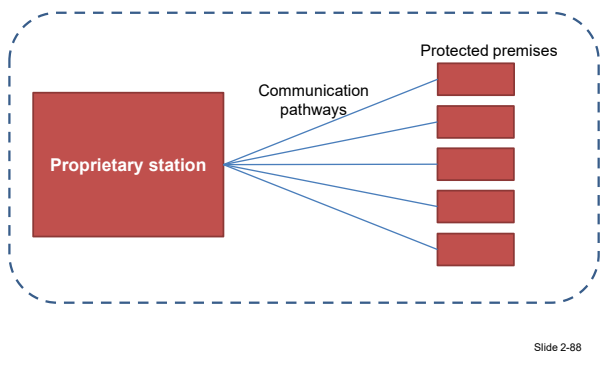 Protected premises
Communication
pathways
Proprietary station
Slide 2-88